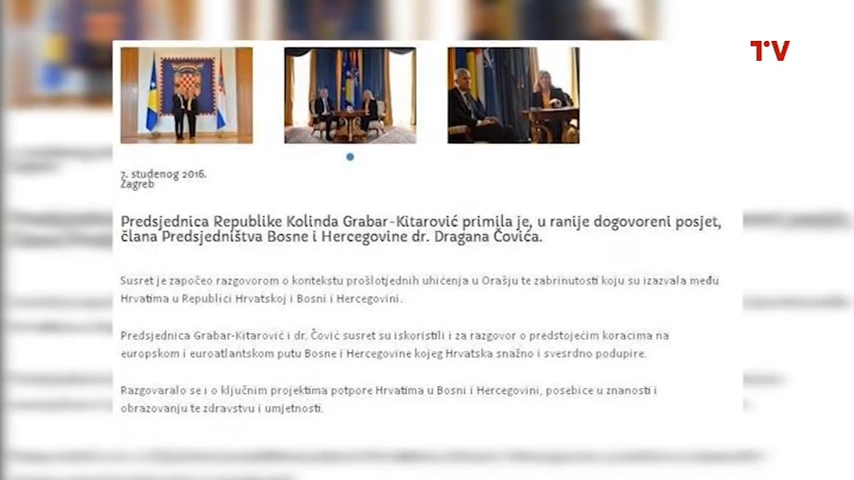 T1V
7. studenog 2016.
Zagreb
Predsjednica Republike Kolinda Grabar-Kitarović primila je, u ranije dogovoreni posjet,
člana Predsjedništva Bosne i Hercegovine dr. Dragana Čovića.
Susret je započeo razgovorom o kontekstu prošlotjednih uhićenja u Orašju te zabrinutosti koju su izazvala među
Hrvatima u Republici Hrvatskoj i Bosni i Hercegovini.
Predsjednica Grabar-Kitarović i dr. Čović susret su iskoristili i za razgovor o predstojećim koracima na
europskom i euroatlantskom putu Bosne i Hercegovine kojeg Hrvatska snažno i svesrdno podupire.
Razgovaralo se i o ključnim projektima potpore Hrvatima u Bosni i Hercegovini, posebice u znanosti i
obrazovanju te zdravstvu i umjetnosti.